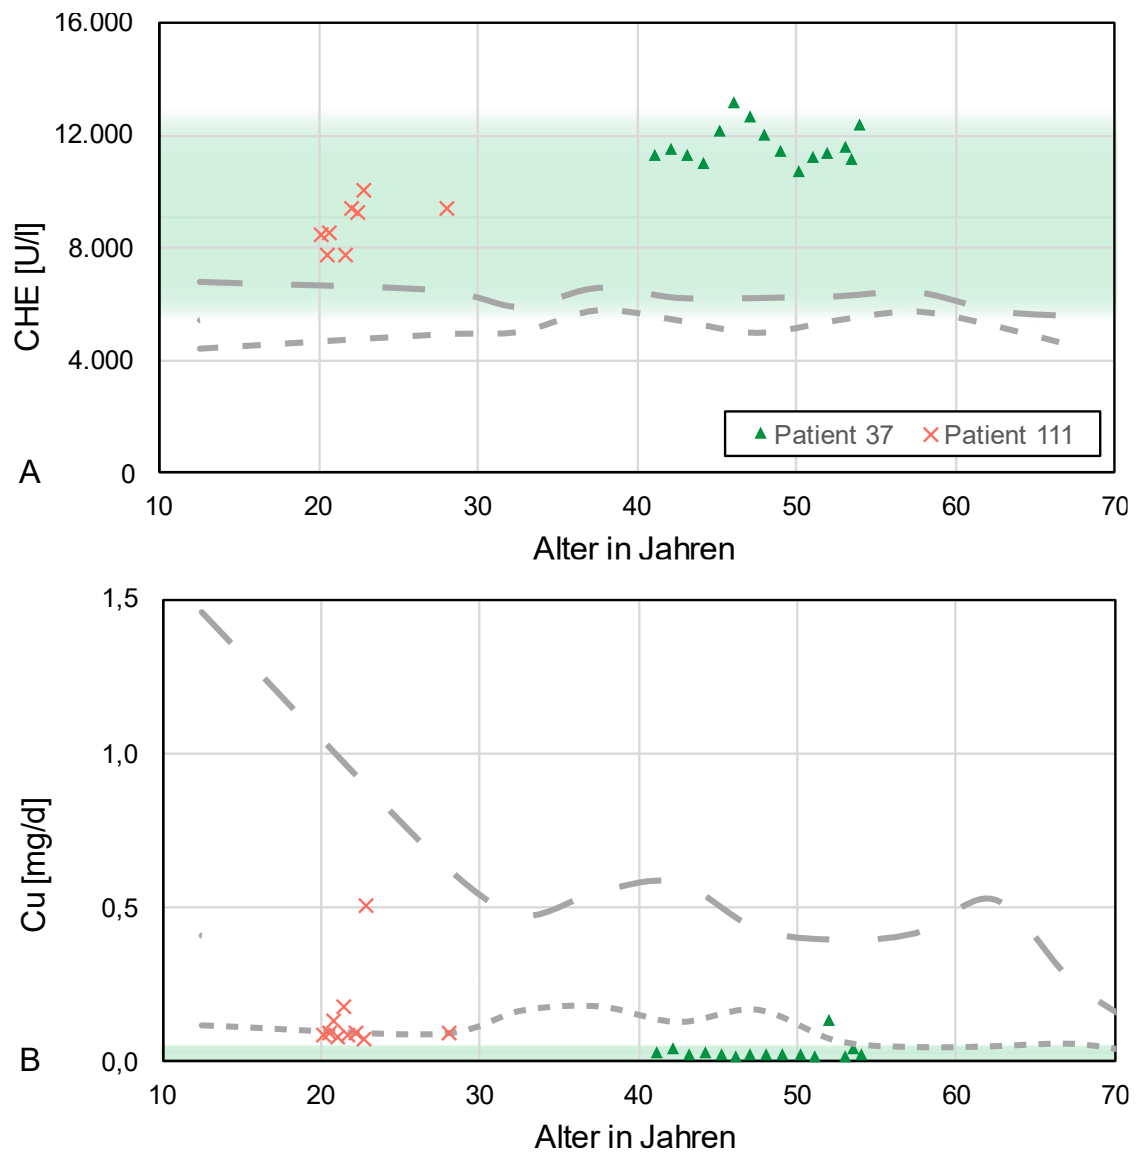 16.000
12.000
8.000
4.000
0
CHE [U/l]
A
Patient 37 Patient 111
10 20 30 40 50 60 70
Alter in Jahren
1,5
1,0
0,5
0,0
Cu [mg/d]
B
10 20 30 40 50 60 70
Alter in Jahren